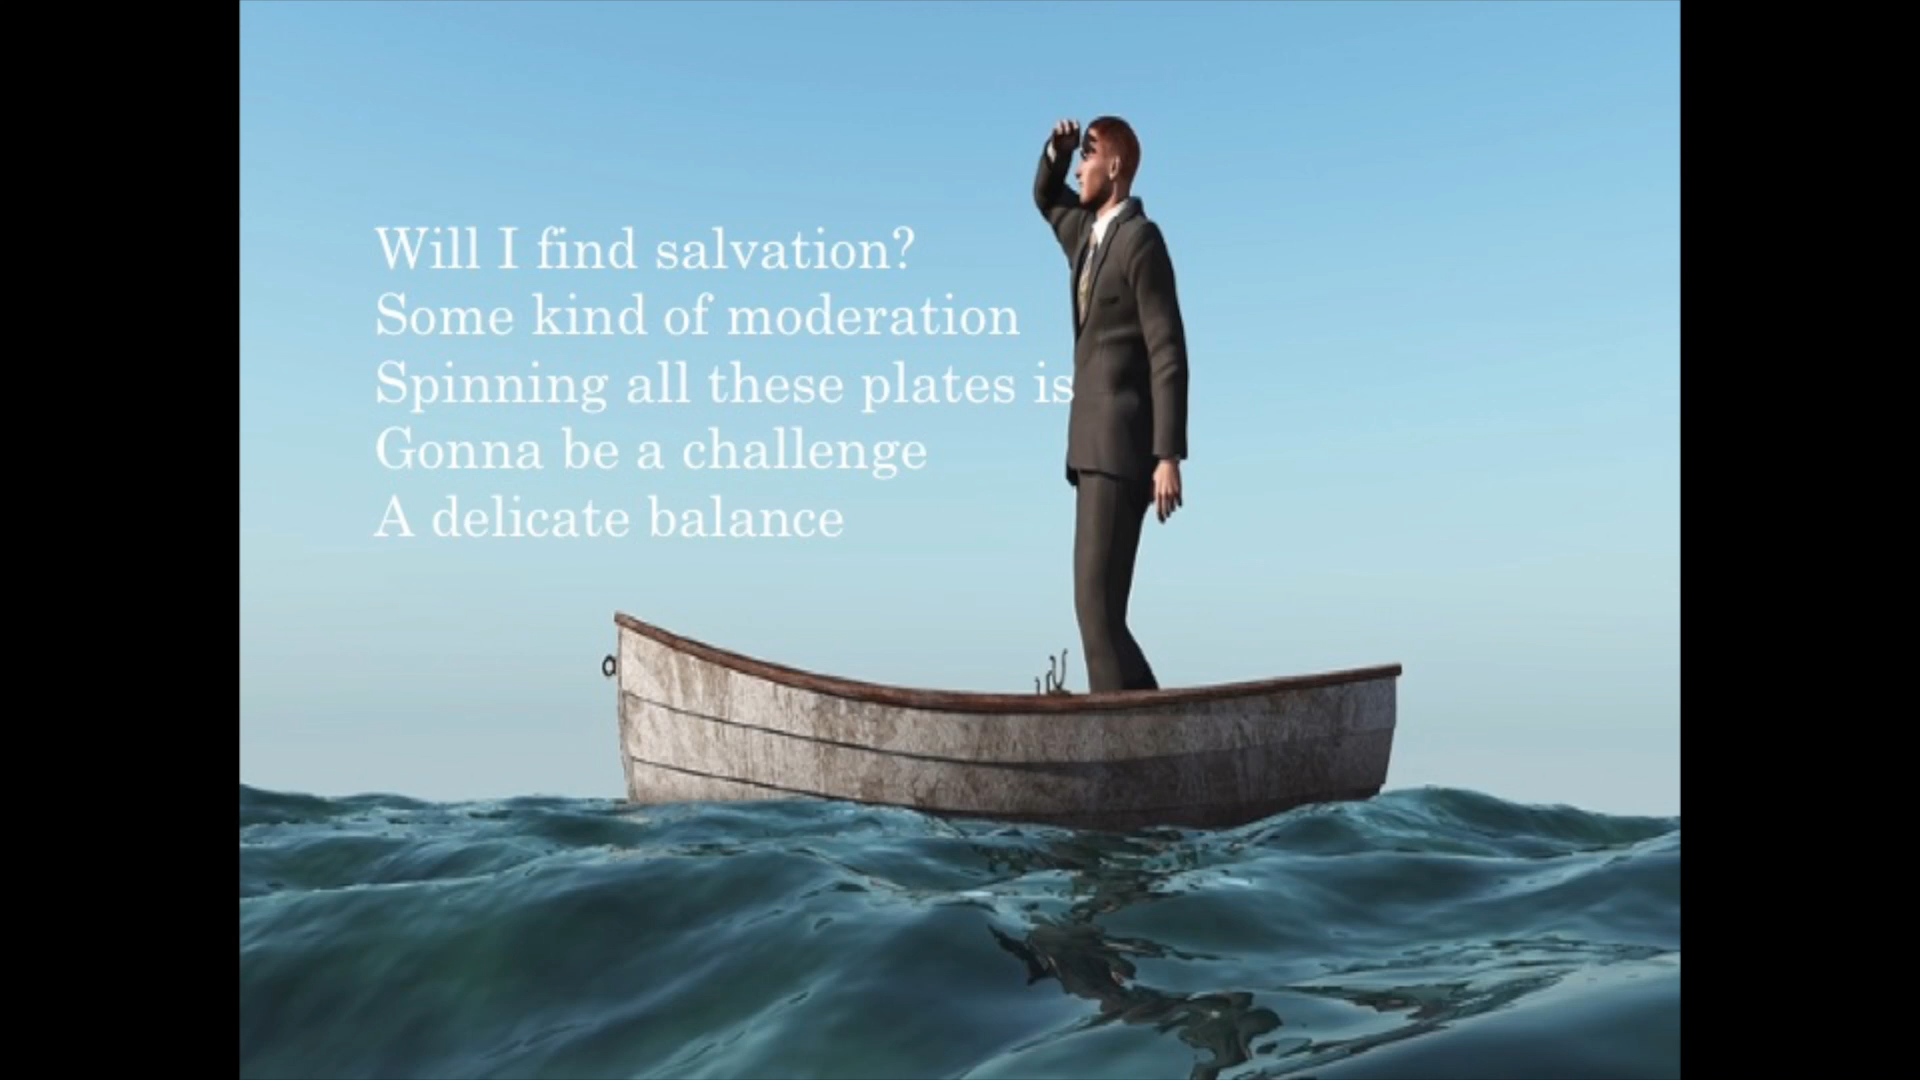 Will I find salvation?
Some kind of moderation
Spinning all these plates is
Gonna be a challenge
A delicate balance